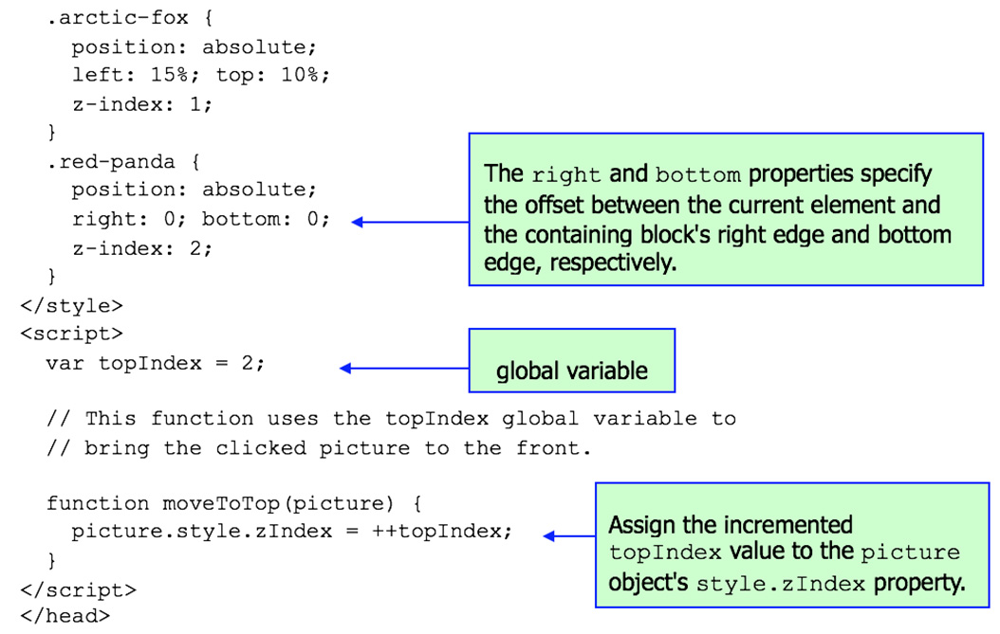 .arctic-fox {
position: absolute;
left: 15%; top: 10%;
z-index: 1;
}
.red-panda {
position: absolute;
right: 0; bottom: 0;
z-index: 2;
}
The right and bottom properties specify
the offset between the current element and
the containing block's right edge and bottom
edge, respectively.
</style>
<script>
var topIndex = 2;
global variable
// This function uses the topIndex global variable to
// bring the clicked picture to the front.
function moveToTop(picture) {
picture.style.zIndex = ++topIndex;
}
Assign the incremented
topIndex value to the picture
object's style.zIndex property.
</script>
</head>